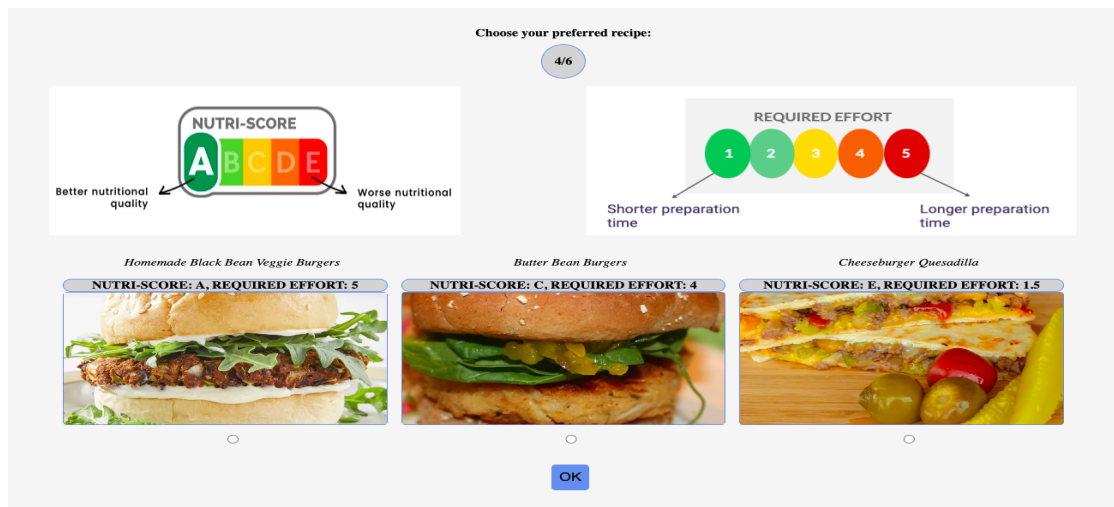 Choose your preferred recipe:
4/6
NUTRI-SCORE
A B C D E
Better nutritional
quality
Worse nutritional
quality
REQUIRED EFFORT
1 2 3 4 5
Shorter preparation
time
Longer preparation
time
Homemade Black Bean Veggie Burgers
NUTRI-SCORE: A, REQUIRED EFFORT: 5
Butter Bean Burgers
NUTRI-SCORE: C, REQUIRED EFFORT: 4
Cheeseburger Quesadilla
NUTRI-SCORE: E, REQUIRED EFFORT: 1.5
OK